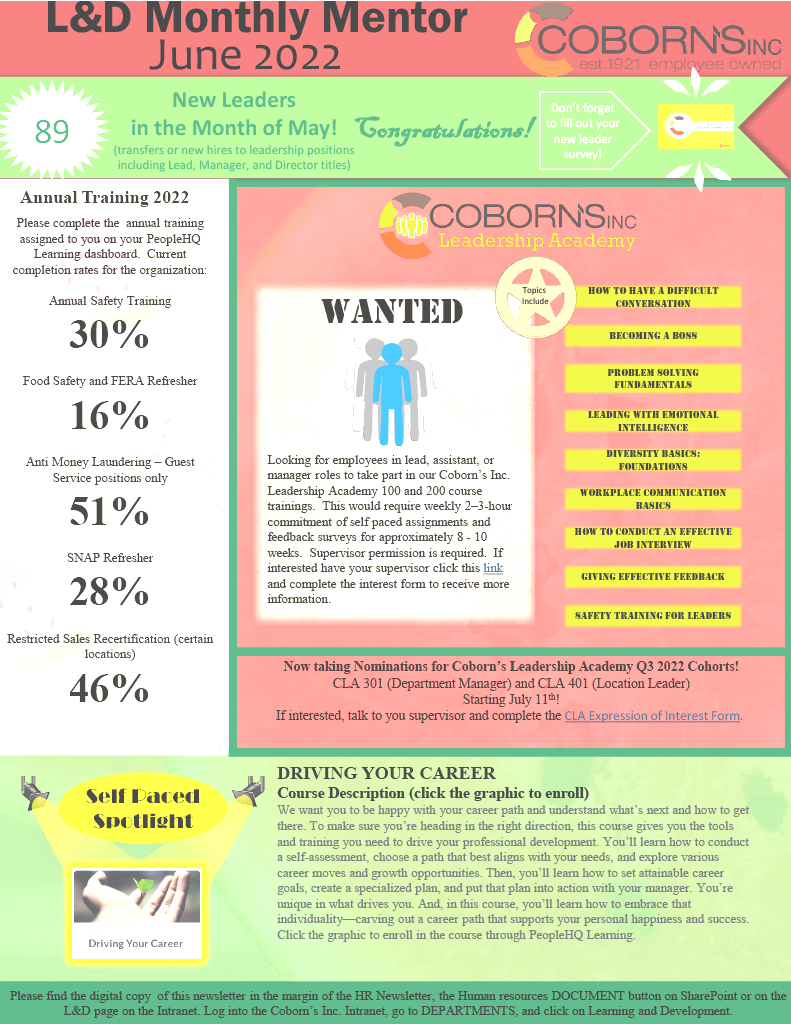 L&D Monthly Mentor
June 2022
COBORN'S INC
est.1921 employee owned
89
New Leaders
in the Month of May!
(transfers or new hires to leadership positions
including Lead, Manager, and Director titles)
Congratulations!
Don't forget
to fill out your
new leader
survey!
Annual Training 2022
Please complete the annual training
assigned to you on your PeopleHQ
Learning dashboard. Current
completion rates for the organization:
Annual Safety Training
30%
Food Safety and FERA Refresher
16%
Anti Money Laundering – Guest
Service positions only
51%
SNAP Refresher
28%
Restricted Sales Recertification (certain
locations)
46%
COBORN'S INC
Leadership Academy
WANTED
Looking for employees in lead, assistant, or
manager roles to take part in our Coborn's Inc.
Leadership Academy 100 and 200 course
trainings. This would require weekly 2–3-hour
commitment of self paced assignments and
feedback surveys for approximately 8 - 10
weeks. Supervisor permission is required. If
interested have your supervisor click this link
and complete the interest form to receive more
information.
Topics
Include
HOW TO HAVE A DIFFICULT
CONVERSATION
BECOMING A BOSS
PROBLEM SOLVING
FUNDAMENTALS
LEADING WITH EMOTIONAL
INTELLIGENCE
DIVERSITY BASICS:
FOUNDATIONS
WORKPLACE COMMUNICATION
BASICS
HOW TO CONDUCT AN EFFECTIVE
JOB INTERVIEW
GIVING EFFECTIVE FEEDBACK
SAFETY TRAINING FOR LEADERS
Now taking Nominations for Coborn's Leadership Academy Q3 2022 Cohorts!
CLA 301 (Department Manager) and CLA 401 (Location Leader)
Starting July 11th!
If interested, talk to you supervisor and complete the CLA Expression of Interest Form.
Self Paced
Spotlight
Driving Your Career
DRIVING YOUR CAREER
Course Description (click the graphic to enroll)
We want you to be happy with your career path and understand what's next and how to get
there. To make sure you're heading in the right direction, this course gives you the tools
and training you need to drive your professional development. You'll learn how to conduct
a self-assessment, choose a path that best aligns with your needs, and explore various
career moves and growth opportunities. Then, you'll learn how to set attainable career
goals, create a specialized plan, and put that plan into action with your manager. You're
unique in what drives you. And, in this course, you'll learn how to embrace that
individuality—carving out a career path that supports your personal happiness and success.
Click the graphic to enroll in the course through PeopleHQ Learning.
Please find the digital copy of this newsletter in the margin of the HR Newsletter, the Human resources DOCUMENT button on SharePoint or on the
L&D page on the Intranet. Log into the Coborn's Inc. Intranet, go to DEPARTMENTS, and click on Learning and Development.